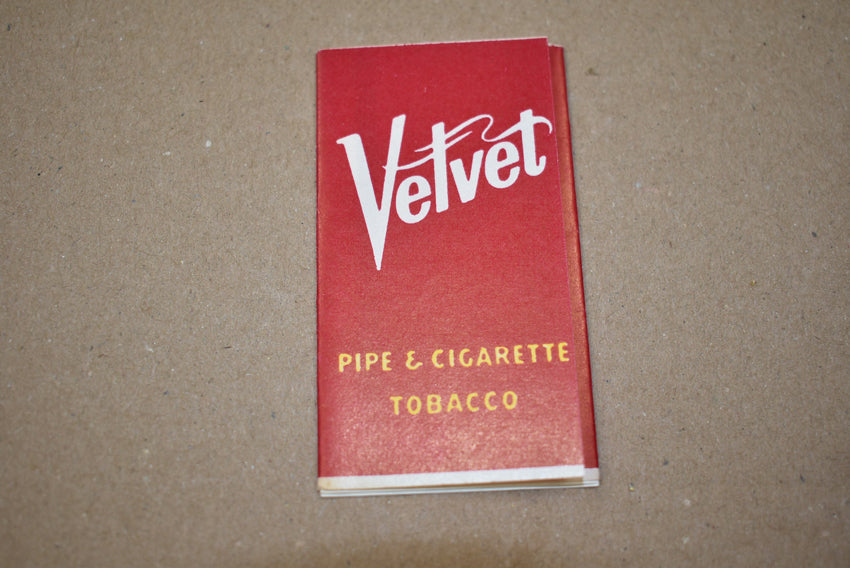 Velvet
PIPE & CIGARETTE
TOBACCO